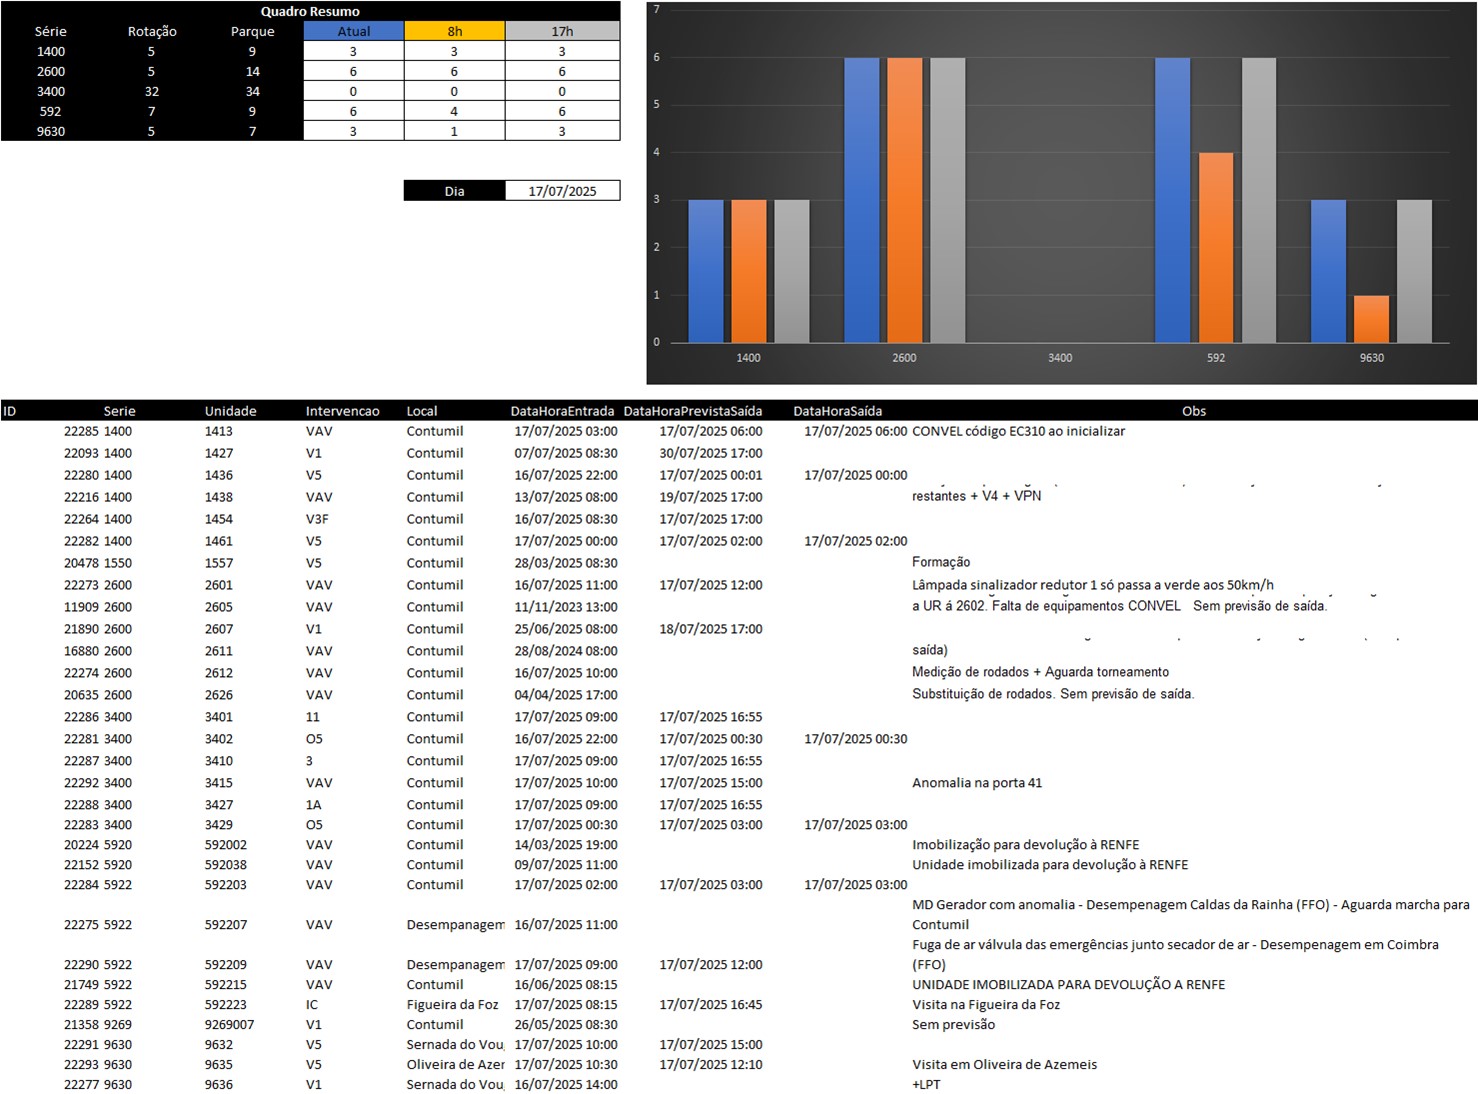 Quadro Resumo
Série Rotação Parque Atual 8h 17h
1400 5 9 3 3 3
2600 5 14 6 6 6
3400 32 34 0 0 0
592 7 9 6 4 6
9630 5 7 3 1 3
Dia 17/07/2025
7
6
5
4
3
2
1
0
1400 2600 3400 592 9630
ID Serie Unidade Intervencao Local DataHoraEntrada DataHoraPrevistaSaída DataHoraSaída Obs
22285 1400 1413 VAV Contumil 17/07/2025 03:00 17/07/2025 06:00 17/07/2025 06:00 CONVEL código EC310 ao inicializar
22093 1400 1427 V1 Contumil 07/07/2025 08:30 30/07/2025 17:00
22280 1400 1436 V5 Contumil 16/07/2025 22:00 17/07/2025 00:01 17/07/2025 00:00
22216 1400 1438 VAV Contumil 13/07/2025 08:00 19/07/2025 17:00 restantes + V4 + VPN
22264 1400 1454 V3F Contumil 16/07/2025 08:30 17/07/2025 17:00
22282 1400 1461 V5 Contumil 17/07/2025 00:00 17/07/2025 02:00 17/07/2025 02:00
20478 1550 1557 V5 Contumil 28/03/2025 08:30 Formação
22273 2600 2601 VAV Contumil 16/07/2025 11:00 17/07/2025 12:00 Lâmpada sinalizador redutor 1 só passa a verde aos 50km/h
11909 2600 2605 VAV Contumil 11/11/2023 13:00 a UR á 2602. Falta de equipamentos CONVEL Sem previsão de saída.
21890 2600 2607 V1 Contumil 25/06/2025 08:00 18/07/2025 17:00
16880 2600 2611 VAV Contumil 28/08/2024 08:00 saída)
22274 2600 2612 VAV Contumil 16/07/2025 10:00 Medição de rodados + Aguarda torneamento
20635 2600 2626 VAV Contumil 04/04/2025 17:00 Substituição de rodados. Sem previsão de saída.
22286 3400 3401 11 Contumil 17/07/2025 09:00 17/07/2025 16:55
22281 3400 3402 O5 Contumil 16/07/2025 22:00 17/07/2025 00:30 17/07/2025 00:30
22287 3400 3410 3 Contumil 17/07/2025 09:00 17/07/2025 16:55
22292 3400 3415 VAV Contumil 17/07/2025 10:00 17/07/2025 15:00 Anomalia na porta 41
22288 3400 3427 1A Contumil 17/07/2025 09:00 17/07/2025 16:55
22283 3400 3429 O5 Contumil 17/07/2025 00:30 17/07/2025 03:00 17/07/2025 03:00
20224 5920 592002 VAV Contumil 14/03/2025 19:00 Imobilização para devolução à RENFE
22152 5920 592038 VAV Contumil 09/07/2025 11:00 Unidade imobilizada para devolução à RENFE
22284 5922 592203 VAV Contumil 17/07/2025 02:00 17/07/2025 03:00 17/07/2025 03:00
MD Gerador com anomalia - Desempenagem Caldas da Rainha (FFO) - Aguarda marcha para
22275 5922 592207 VAV Desempanagem 16/07/2025 11:00 Contumil
Fuga de ar válvula das emergências junto secador de ar - Desempenagem em Coimbra
22290 5922 592209 VAV Desempanagem 17/07/2025 09:00 17/07/2025 12:00 (FFO)
21749 5922 592215 VAV Contumil 16/06/2025 08:15 UNIDADE IMOBILIZADA PARA DEVOLUÇÃO A RENFE
22289 5922 592223 IC Figueira da Foz 17/07/2025 08:15 17/07/2025 16:45 Visita na Figueira da Foz
21358 9269 9269007 V1 Contumil 26/05/2025 08:30 Sem previsão
22291 9630 9632 V5 Sernada do Vou 17/07/2025 10:00 17/07/2025 15:00
22293 9630 9635 V5 Oliveira de Azer 17/07/2025 10:30 17/07/2025 12:10 Visita em Oliveira de Azemeis
22277 9630 9636 V1 Sernada do Vou 16/07/2025 14:00 +LPT